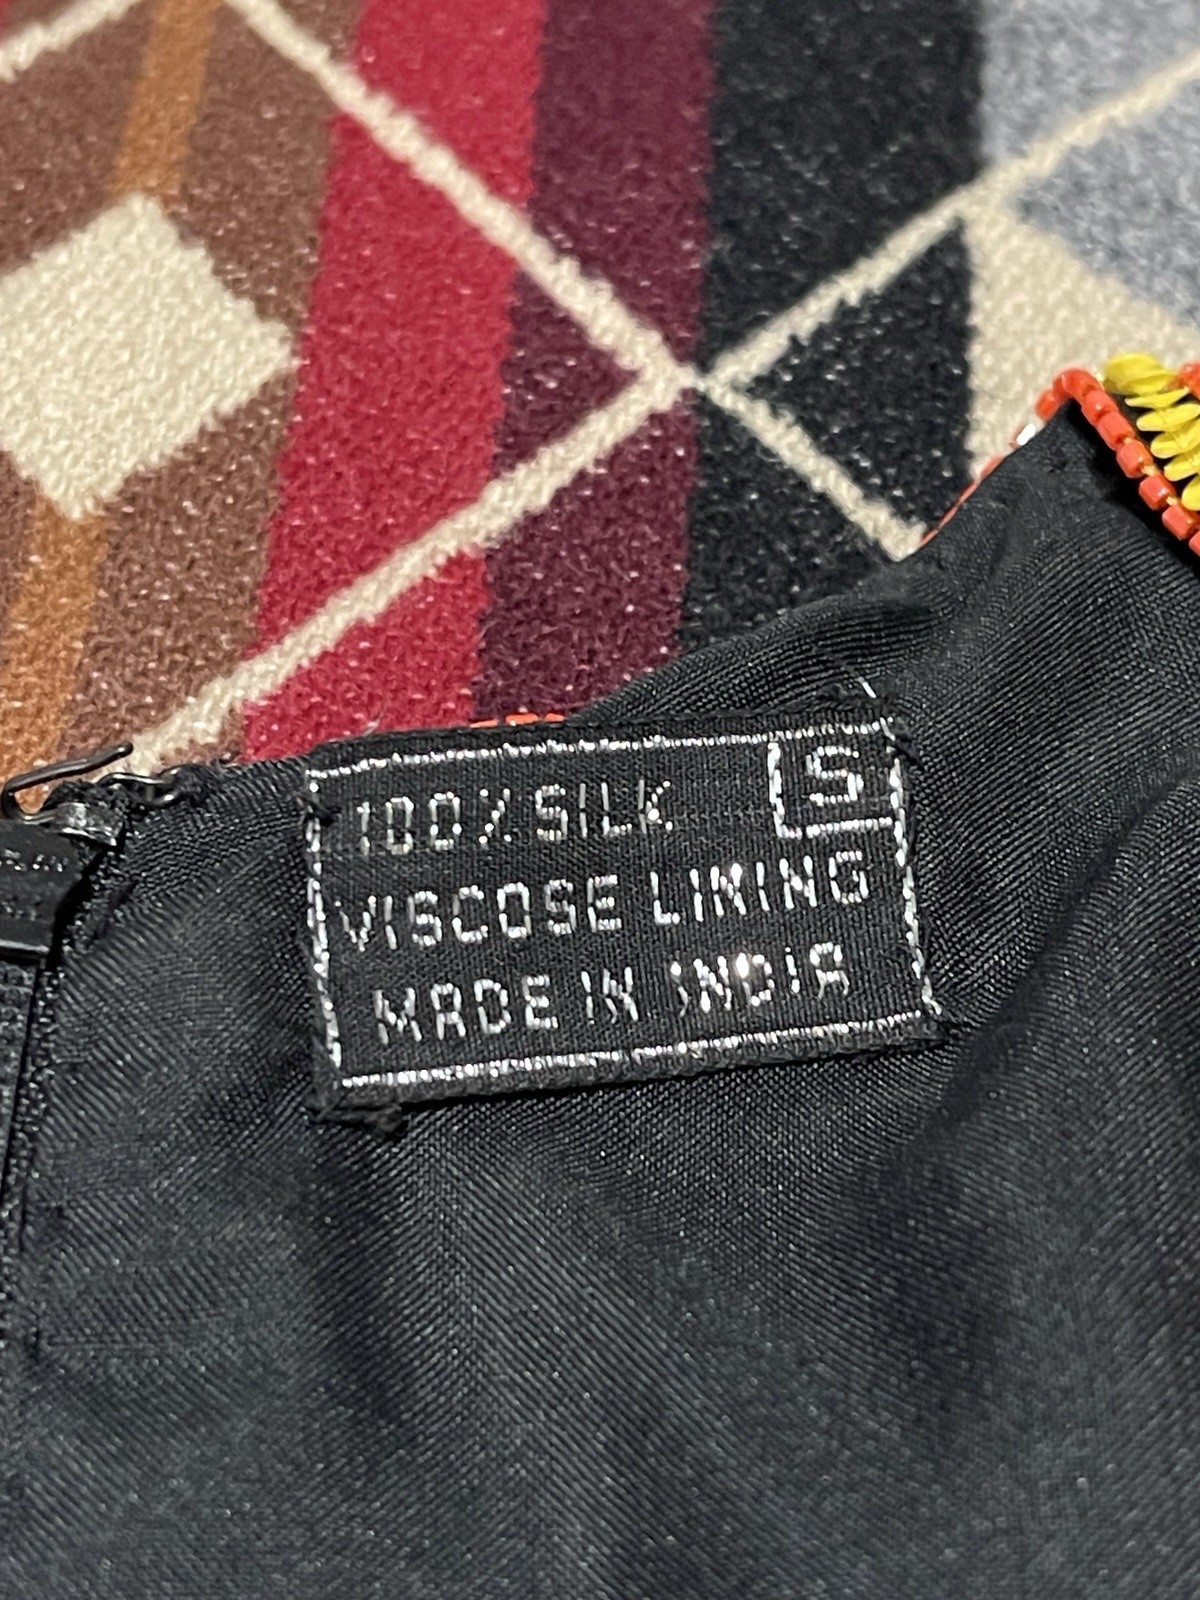 100% SILK S
VISCOSE LINING
MADE IN INDIA